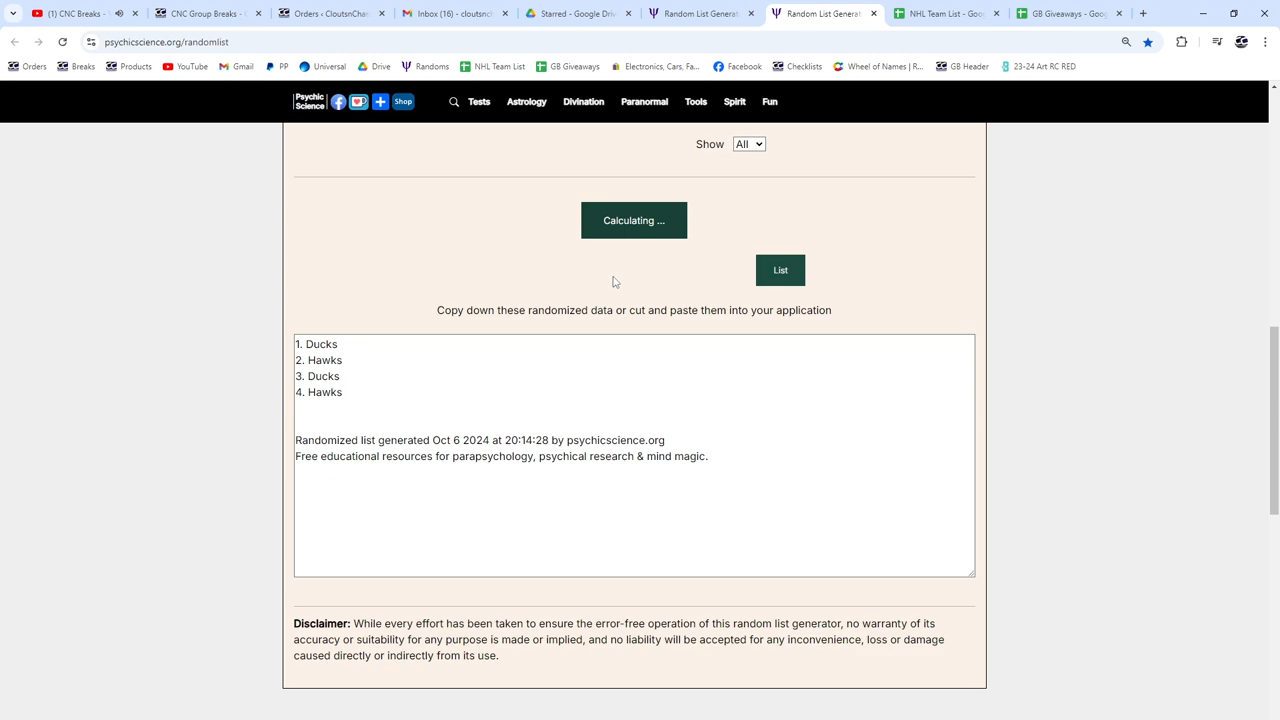 (1) CNC Breaks -
CNC Group Breaks -
Orders < CloutsnChar
Inbox (16) - cloutsnch
Starred - Google Driv
Random List Generat
Random List Generat
NHL Team List - Goog
GB Giveaways - Goog
psychicscience.org/randomlist
Orders
Breaks
Products
YouTube
Gmail
PP
Universal
Drive
Randoms
NHL Team List
GB Giveaways
Electronics, Cars, Fa...
Facebook
Checklists
Wheel of Names | R...
GB Header
23-24 Art RC RED
Psychic
Science
Shop
Tests
Astrology
Divination
Paranormal
Tools
Spirit
Fun
Show All
Calculating ...
List
Copy down these randomized data or cut and paste them into your application
1. Ducks
2. Hawks
3. Ducks
4. Hawks
Randomized list generated Oct 6 2024 at 20:14:28 by psychicscience.org
Free educational resources for parapsychology, psychical research & mind magic.
Disclaimer: While every effort has been taken to ensure the error-free operation of this random list generator, no warranty of its
accuracy or suitability for any purpose is made or implied, and no liability will be accepted for any inconvenience, loss or damage
caused directly or indirectly from its use.